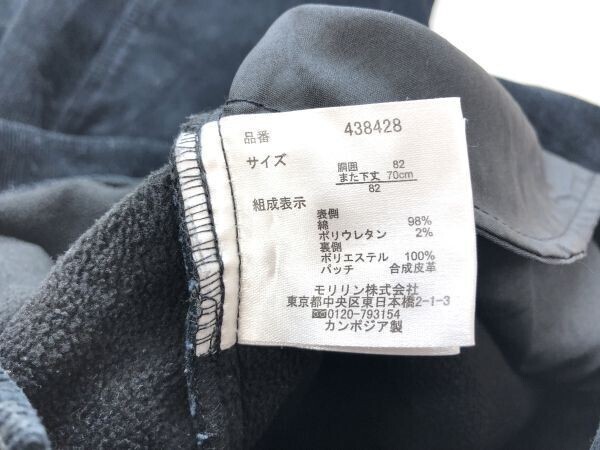 品番 438428
サイズ 胴囲 82
また下丈 70cm
82
組成表示
表側
綿 98%
ポリウレタン 2%
裏側
ポリエステル 100%
パッチ 合成皮革
モリリン株式会社
東京都中央区東日本橋2-1-3
☎0120-793154
カンボジア製